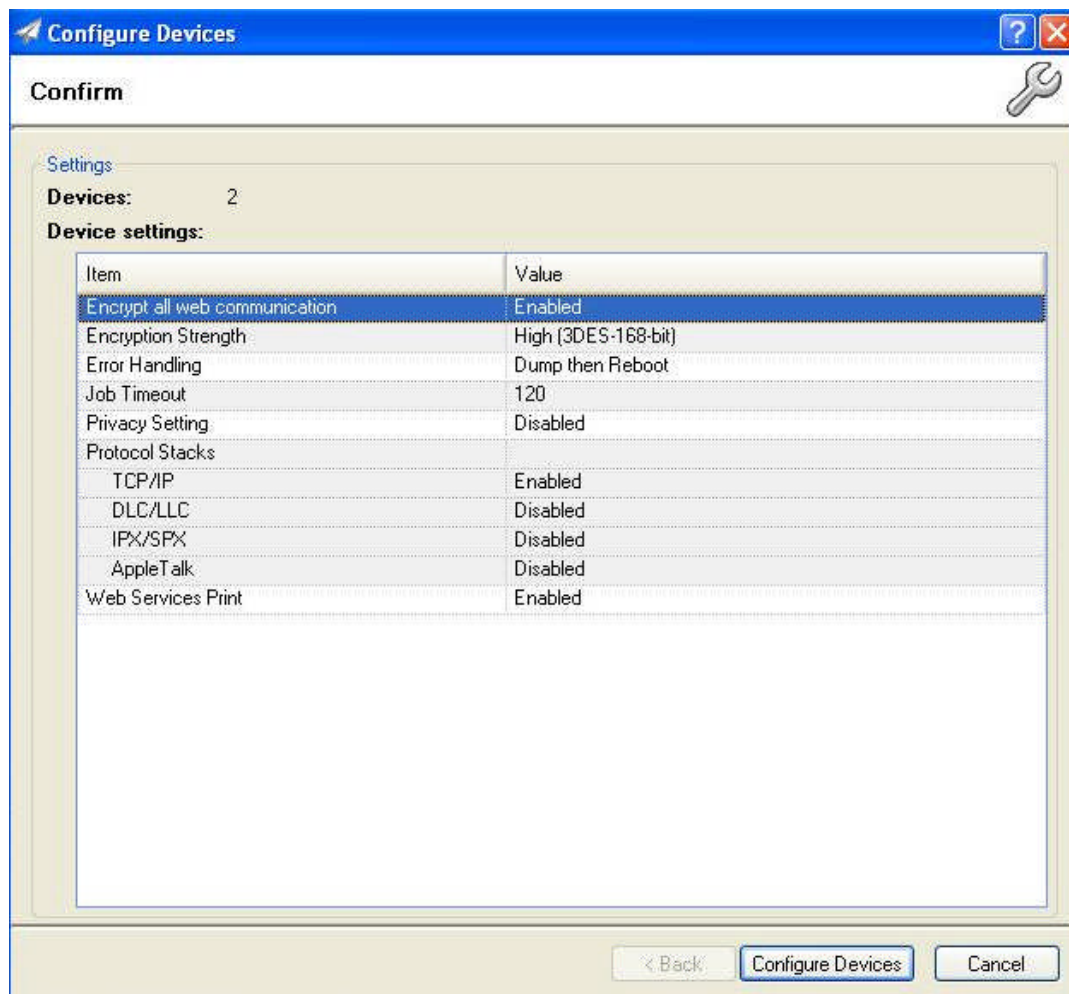 Configure Devices
Confirm
Settings
Devices: 2
Device settings:
Item Value
Encrypt all web communication Enabled
Encryption Strength High (3DES-168-bit)
Error Handling Dump then Reboot
Job Timeout 120
Privacy Setting Disabled
Protocol Stacks
TCP/IP Enabled
DLC/LLC Disabled
IPX/SPX Disabled
AppleTalk Disabled
Web Services Print Enabled
< Back Configure Devices Cancel